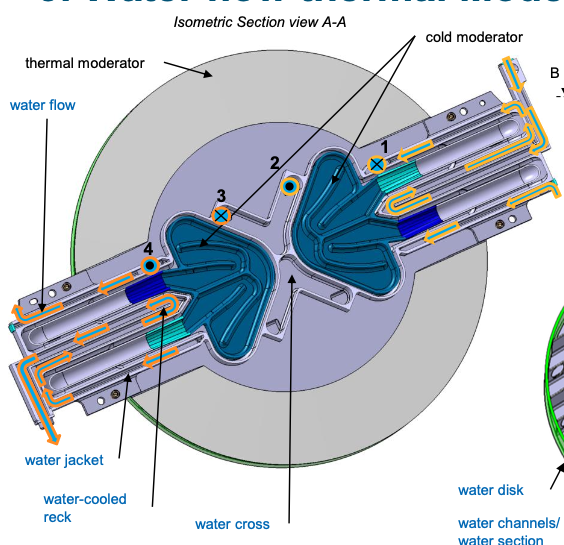 Isometric Section view A-A
cold moderator
thermal moderator
B
water flow
1
2
3
4
water jacket
water-cooled
reck
water cross
water disk
water channels/
water section